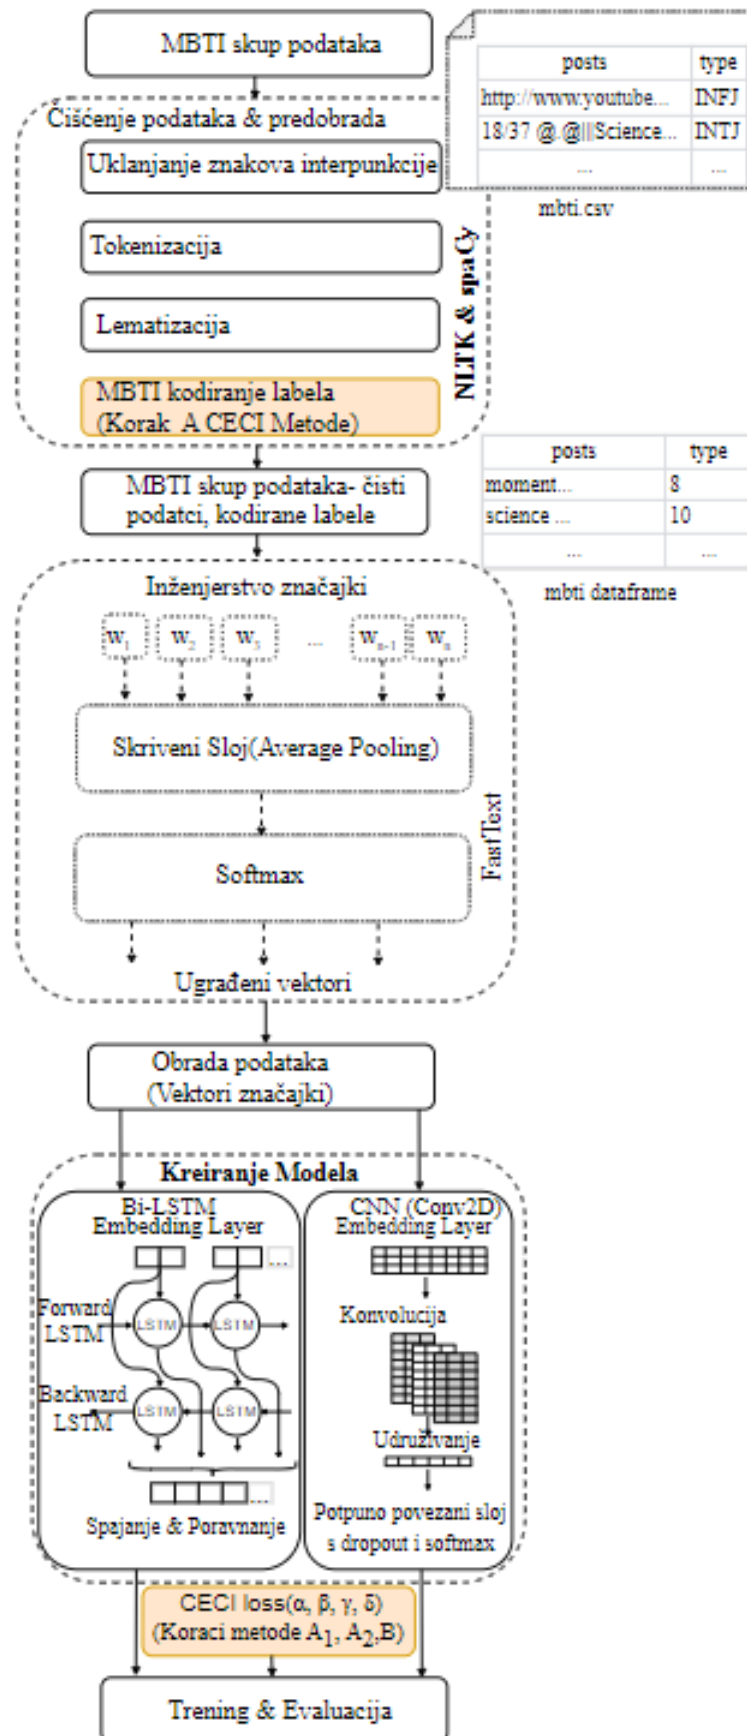 MBTI skup podataka
posts type
http://www.youtube... INFJ
18/37 @.@|||Science... INTJ
.... ...
mbti.csv
Čišćenje podataka & predobrada
Uklanjanje znakova interpunkcije
Tokenizacija
Lematizacija
MBTI kodiranje labela
(Korak A CECI Metode)
NLTK & spaCy
MBTI skup podataka- čisti
podatci, kodirane labele
posts type
moment... 8
science ... 10
... ...
mbti dataframe
Inženjerstvo značajki
w1 w2 w3 ... wn-1 wn
Skriveni Sloj(Average Pooling)
Softmax
FastText
Ugrađeni vektori
Obrada podataka
(Vektori značajki)
Kreiranje Modela
Bi-LSTM
Embedding Layer
...
Forward
LSTM
LSTM LSTM
Backward
LSTM
LSTM LSTM
...
Spajanje & Poravnanje
CNN (Conv2D)
Embedding Layer
Konvolucija
Udruživanje
Potpuno povezani sloj
s dropout i softmax
CECI loss(α, β, γ, δ)
(Koraci metode A1, A2,B)
Trening & Evaluacija